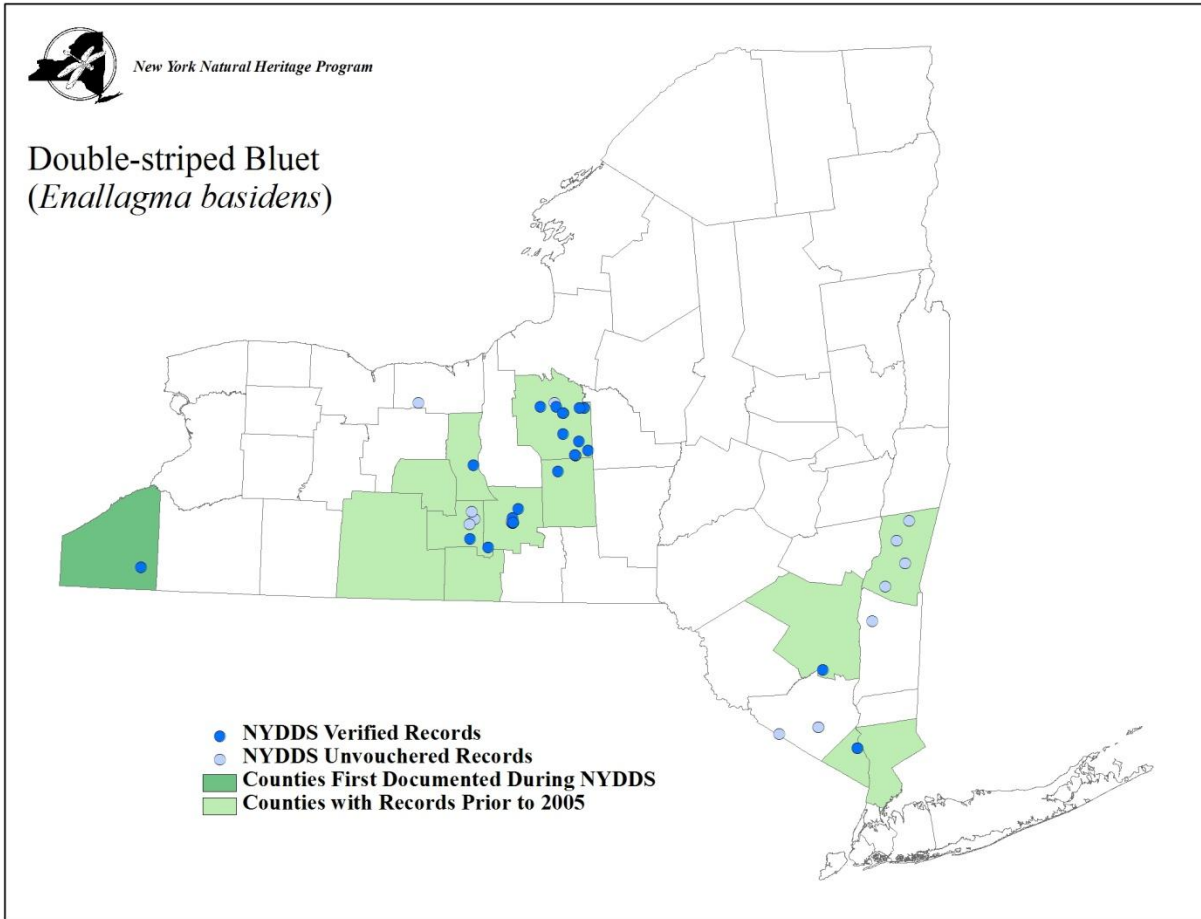 New York Natural Heritage Program
Double-striped Bluet
(Enallagma basidens)
NYDDS Verified Records
NYDDS Unvouchered Records
Counties First Documented During NYDDS
Counties with Records Prior to 2005